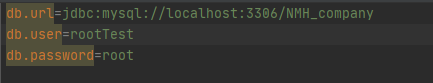 db.url=jdbc:mysql://localhost:3306/NMH_company
db.user=rootTest
db.password=root